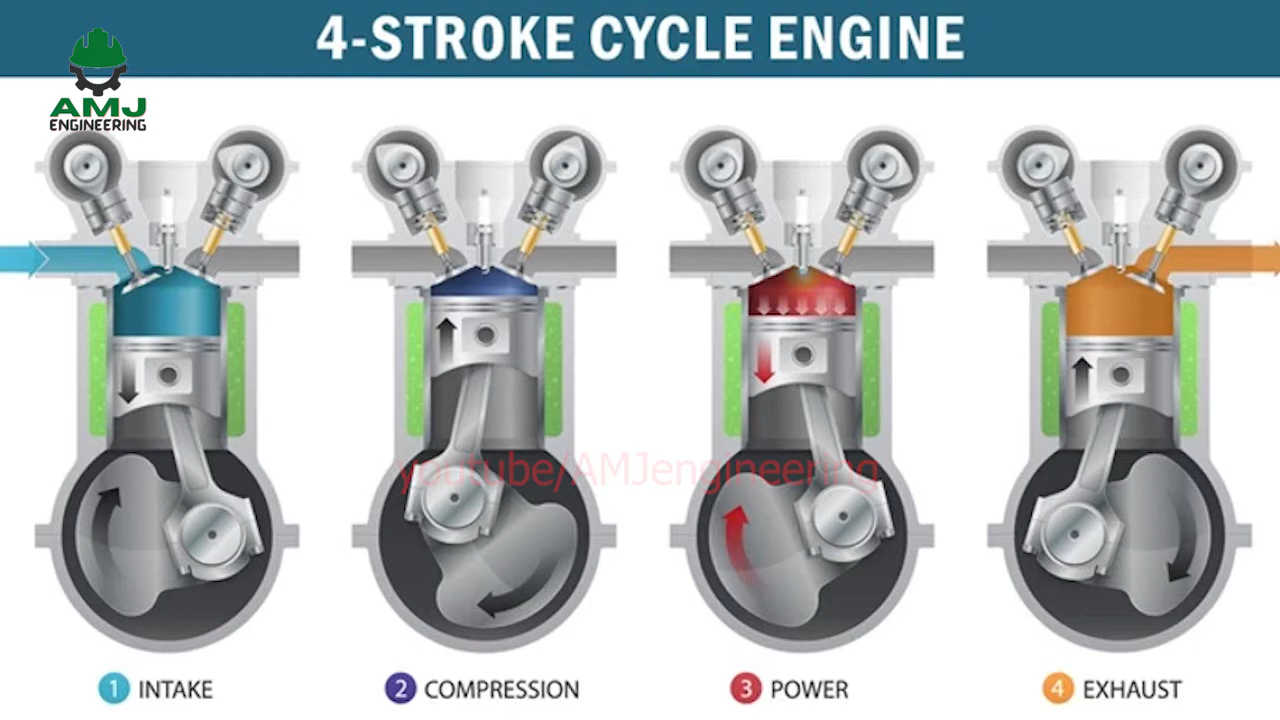 4-STROKE CYCLE ENGINE
AMJ
ENGINEERING
youtube/AMJengineering
1 INTAKE
2 COMPRESSION
3 POWER
4 EXHAUST